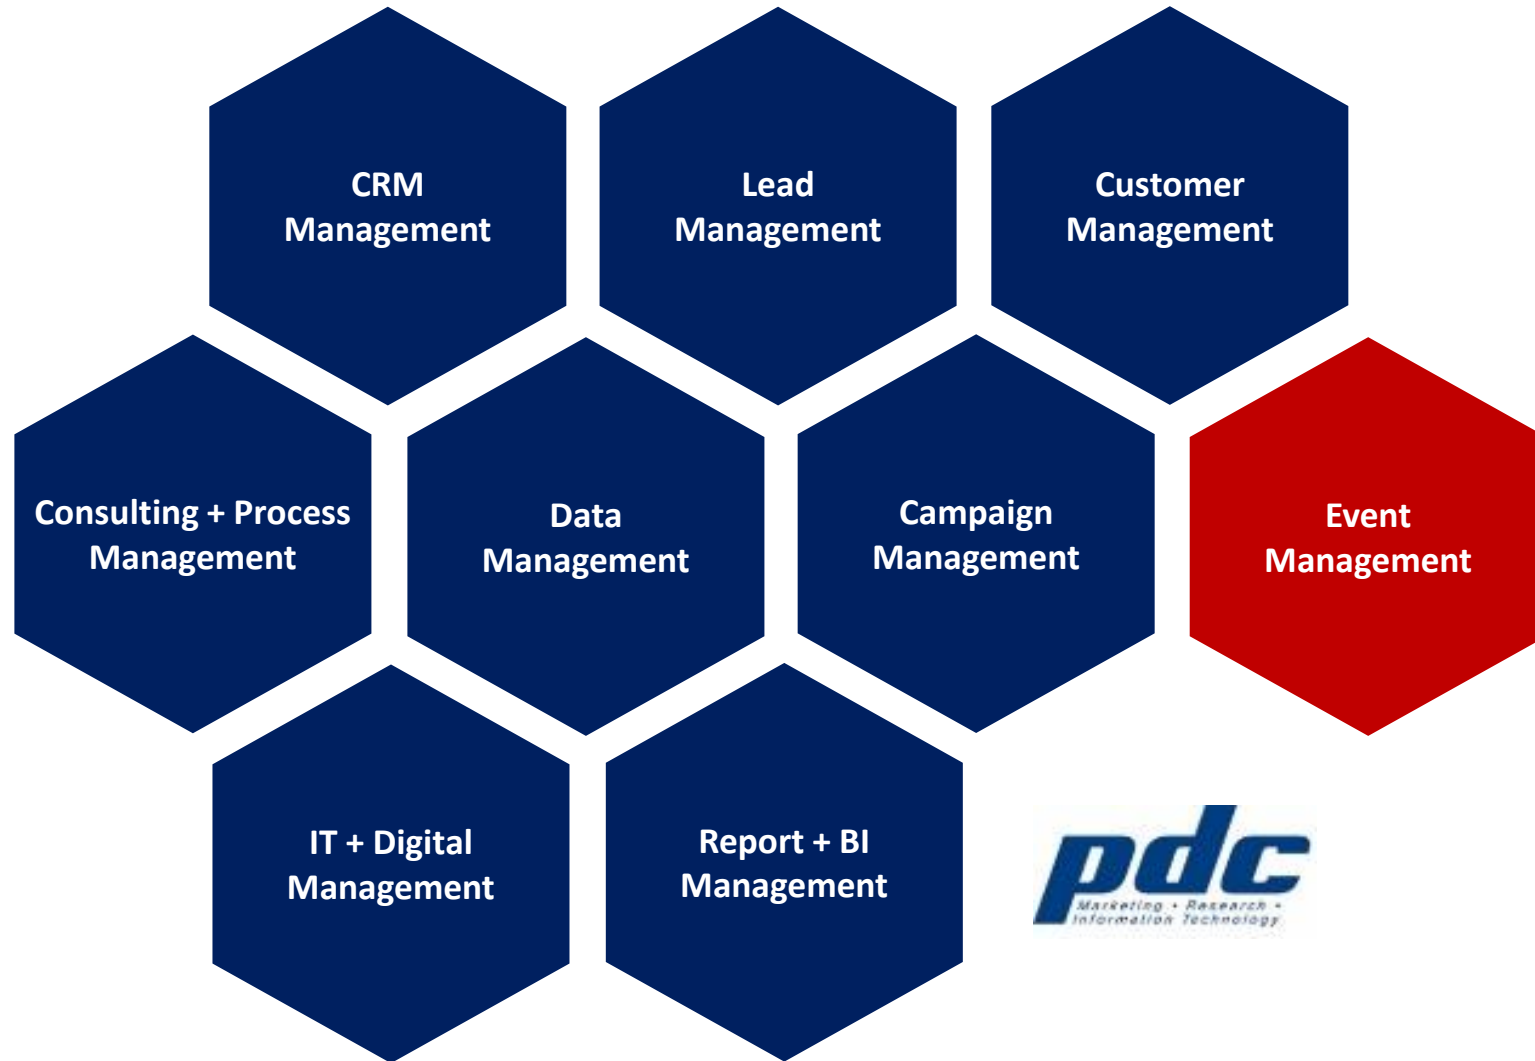 CRM
Management
Lead
Management
Customer
Management
Consulting + Process
Management
Data
Management
Campaign
Management
Event
Management
IT + Digital
Management
Report + BI
Management
pdc
Marketing • Research •
Information Technology